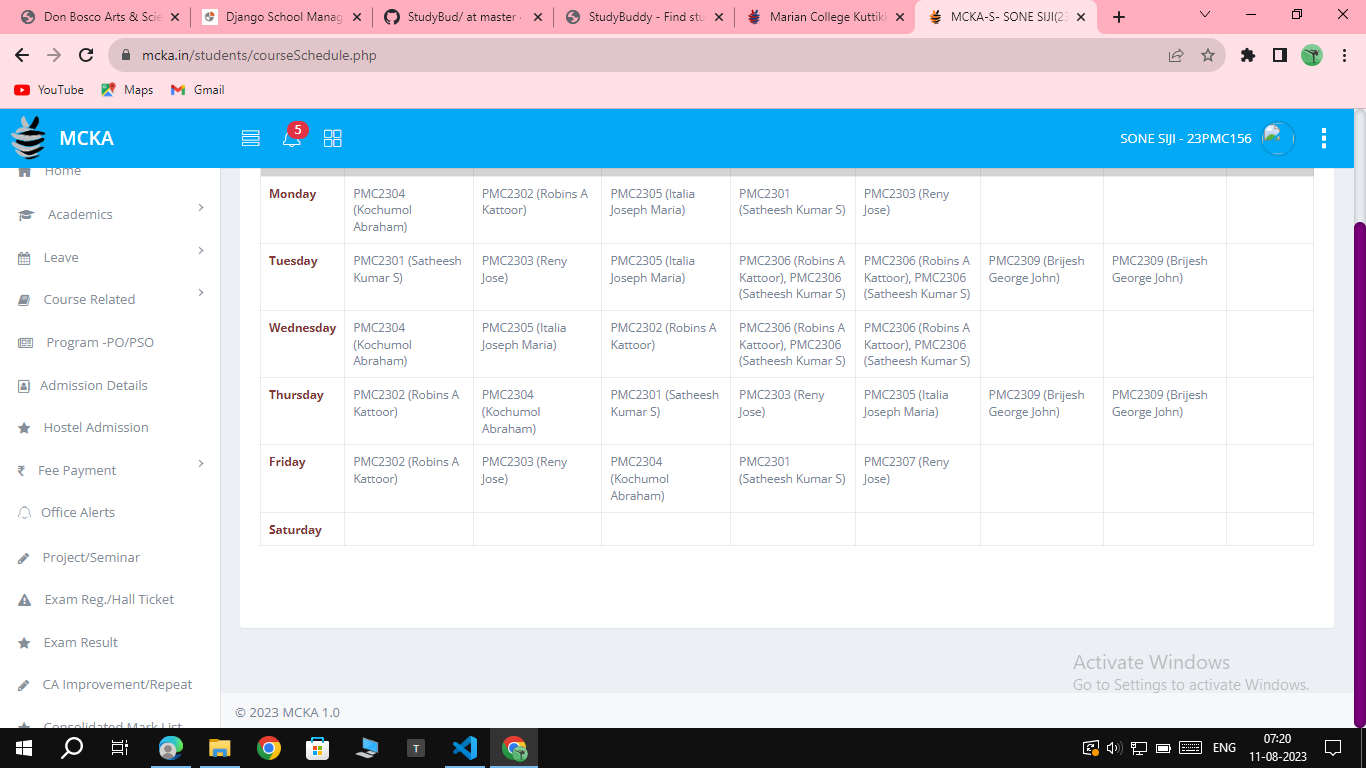 Don Bosco Arts & Scie
Django School Manag
StudyBud/ at master
StudyBuddy - Find stu
Marian College Kuttikk
MCKA-S- SONE SIJI(23
mcka.in/students/courseSchedule.php
YouTube
Maps
Gmail
MCKA
5
SONE SIJI - 23PMC156
Home
Academics
Leave
Course Related
Program -PO/PSO
Admission Details
Hostel Admission
Fee Payment
Office Alerts
Project/Seminar
Exam Reg./Hall Ticket
Exam Result
CA Improvement/Repeat
Consolidated Mark List
Monday
PMC2304
(Kochumol
Abraham)
PMC2302 (Robins A
Kattoor)
PMC2305 (Italia
Joseph Maria)
PMC2301
(Satheesh Kumar S)
PMC2303 (Reny
Jose)
Tuesday
PMC2301 (Satheesh
Kumar S)
PMC2303 (Reny
Jose)
PMC2305 (Italia
Joseph Maria)
PMC2306 (Robins A
Kattoor), PMC2306
(Satheesh Kumar S)
PMC2306 (Robins A
Kattoor), PMC2306
(Satheesh Kumar S)
PMC2309 (Brijesh
George John)
PMC2309 (Brijesh
George John)
Wednesday
PMC2304
(Kochumol
Abraham)
PMC2305 (Italia
Joseph Maria)
PMC2302 (Robins A
Kattoor)
PMC2306 (Robins A
Kattoor), PMC2306
(Satheesh Kumar S)
PMC2306 (Robins A
Kattoor), PMC2306
(Satheesh Kumar S)
Thursday
PMC2302 (Robins A
Kattoor)
PMC2304
(Kochumol
Abraham)
PMC2301 (Satheesh
Kumar S)
PMC2303 (Reny
Jose)
PMC2305 (Italia
Joseph Maria)
PMC2309 (Brijesh
George John)
PMC2309 (Brijesh
George John)
Friday
PMC2302 (Robins A
Kattoor)
PMC2303 (Reny
Jose)
PMC2304
(Kochumol
Abraham)
PMC2301
(Satheesh Kumar S)
PMC2307 (Reny
Jose)
Saturday
Activate Windows
Go to Settings to activate Windows.
© 2023 MCKA 1.0
T
ENG
07:20
11-08-2023